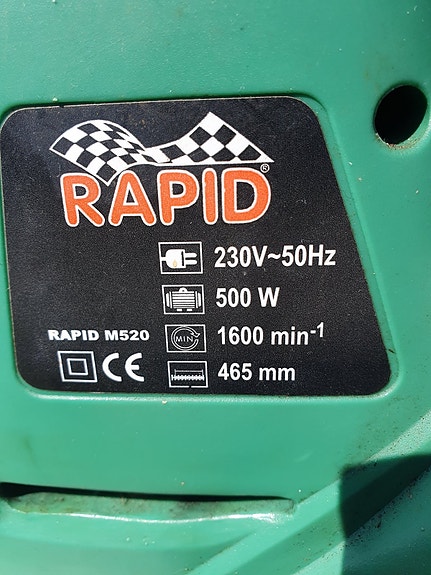 RAPID®
230V~50Hz
500 W
MIN
1600 min-1
RAPID M520
CE
465 mm